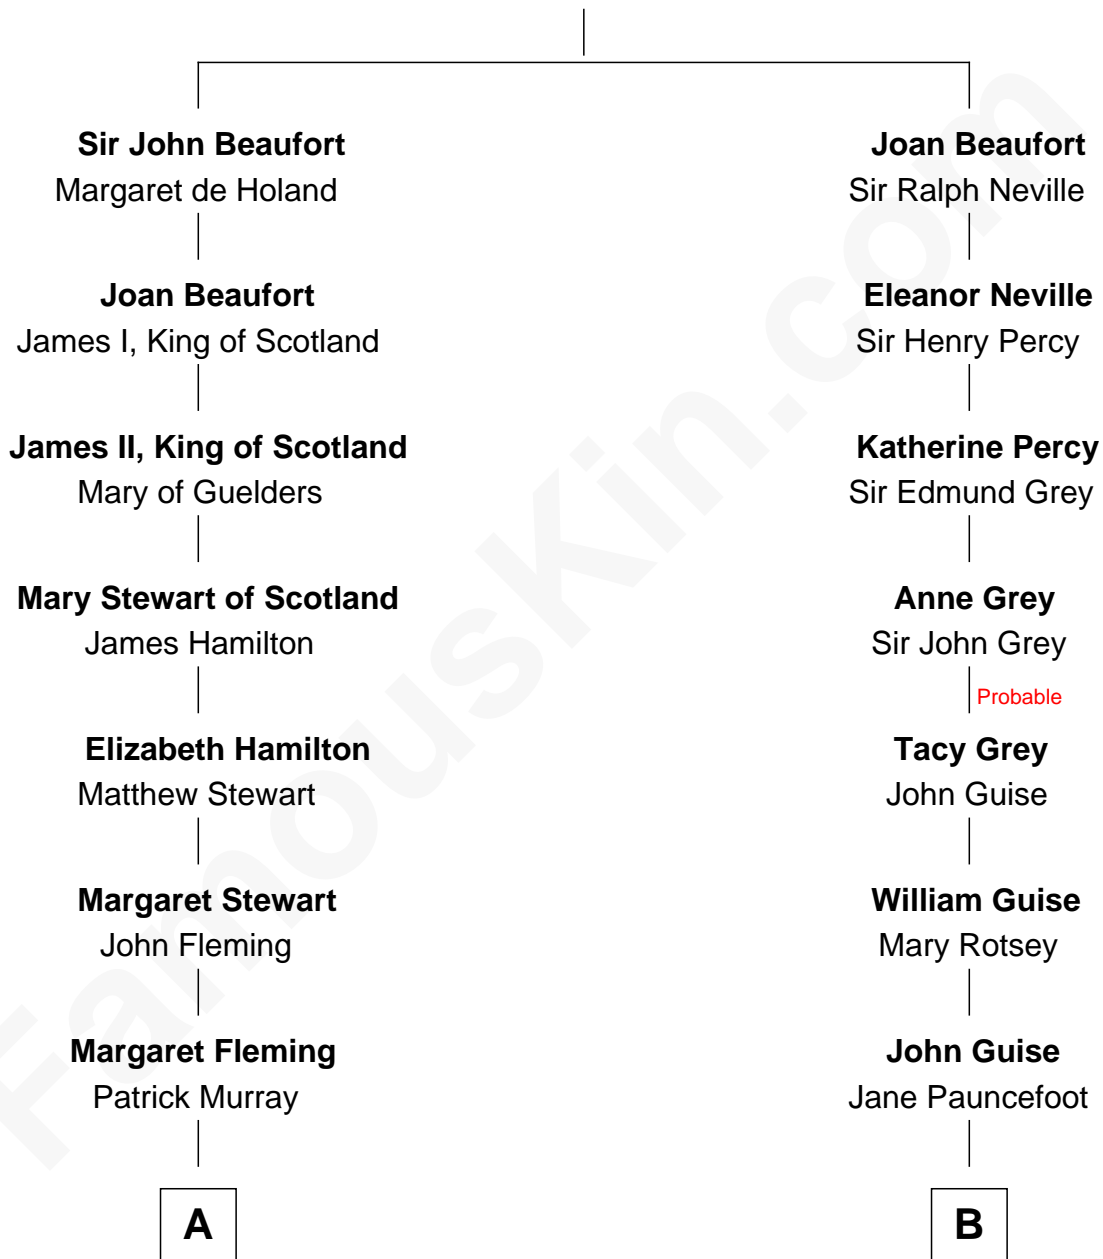 Sir John Beaufort
Margaret de Holand
Joan Beaufort
James I, King of Scotland
James II, King of Scotland
Mary of Guelders
Mary Stewart of Scotland
James Hamilton
Elizabeth Hamilton
Matthew Stewart
Margaret Stewart
John Fleming
Margaret Fleming
Patrick Murray
A
Joan Beaufort
Sir Ralph Neville
Eleanor Neville
Sir Henry Percy
Katherine Percy
Sir Edmund Grey
Anne Grey
Sir John Grey
Probable
Tacy Grey
John Guise
William Guise
Mary Rotsey
John Guise
Jane Pauncefoot
B
FamousKin.com